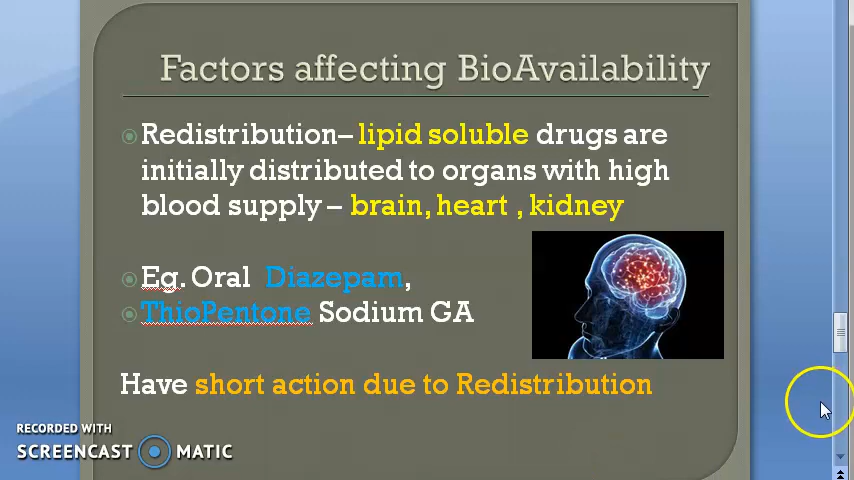 Factors affecting BioAvailability
Redistribution– lipid soluble drugs are
initially distributed to organs with high
blood supply – brain, heart , kidney
Eg. Oral Diazepam,
ThioPentone Sodium GA
Have short action due to Redistribution
RECORDED WITH
SCREENCAST MATIC